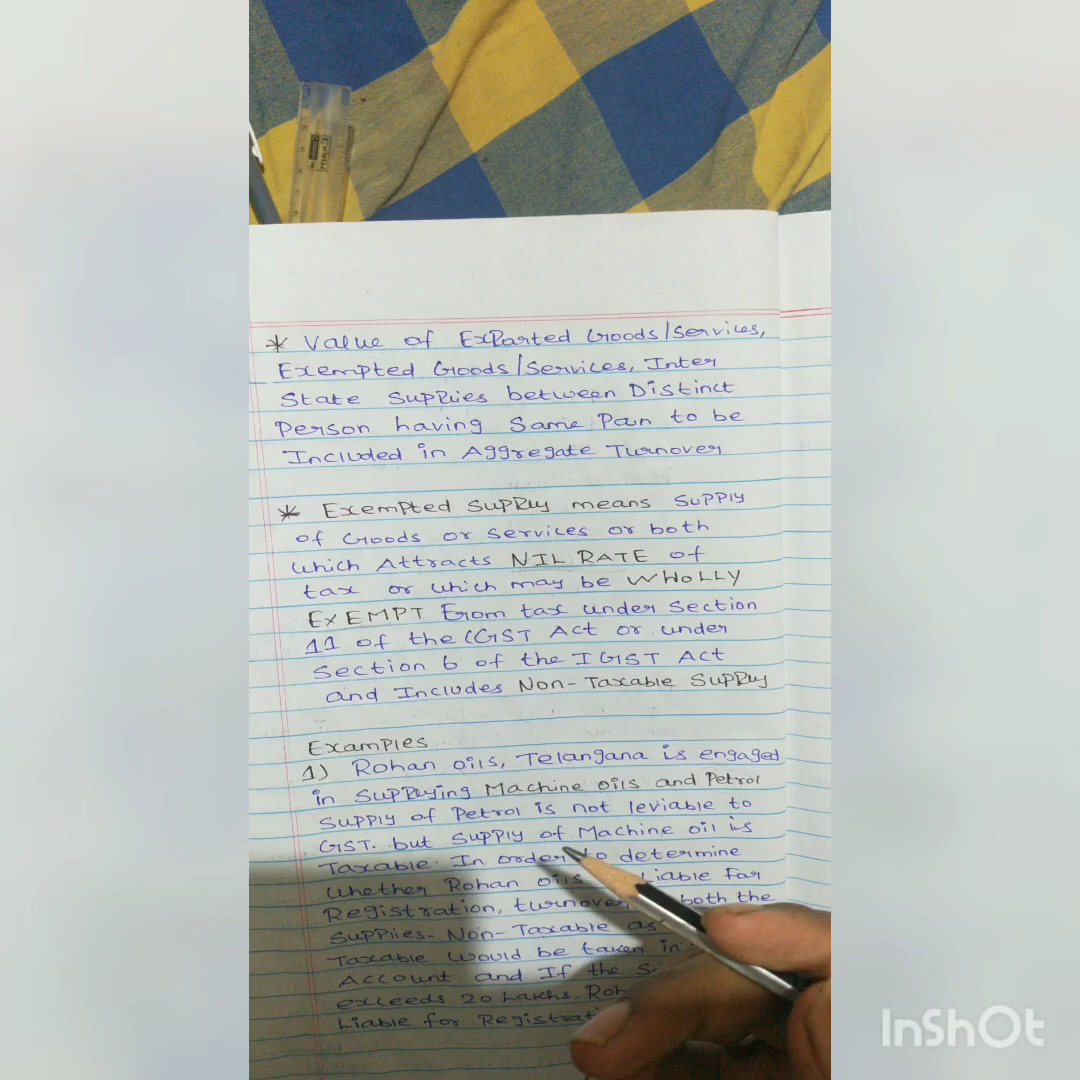 * Value of Exported Goods/Services,
Exempted Goods/Services, Inter
State Supplies between Distinct
Person having Same Pan to be
Included in Aggregate Turnover
* Exempted Supply means Supply
of Goods or Services or both
which Attracts NIL RATE of
tax or which may be WHOLLY
EXEMPT From tax under Section
11 of the CGST Act or under
Section 6 of the IGST Act
and Includes Non-Taxable Supply
Examples
1) Rohan oils, Telangana is engaged
in Supplying Machine oils and Petrol
Supply of Petrol is not leviable to
GST. but Supply of Machine oil is
Taxable. In order to determine
whether Rohan oils Liable for
Registration, turnover both the
Supplies- Non-Taxable as
Taxable would be taken in
Account and If the
exceeds 20 Lakhs.
Liable for
InShOt